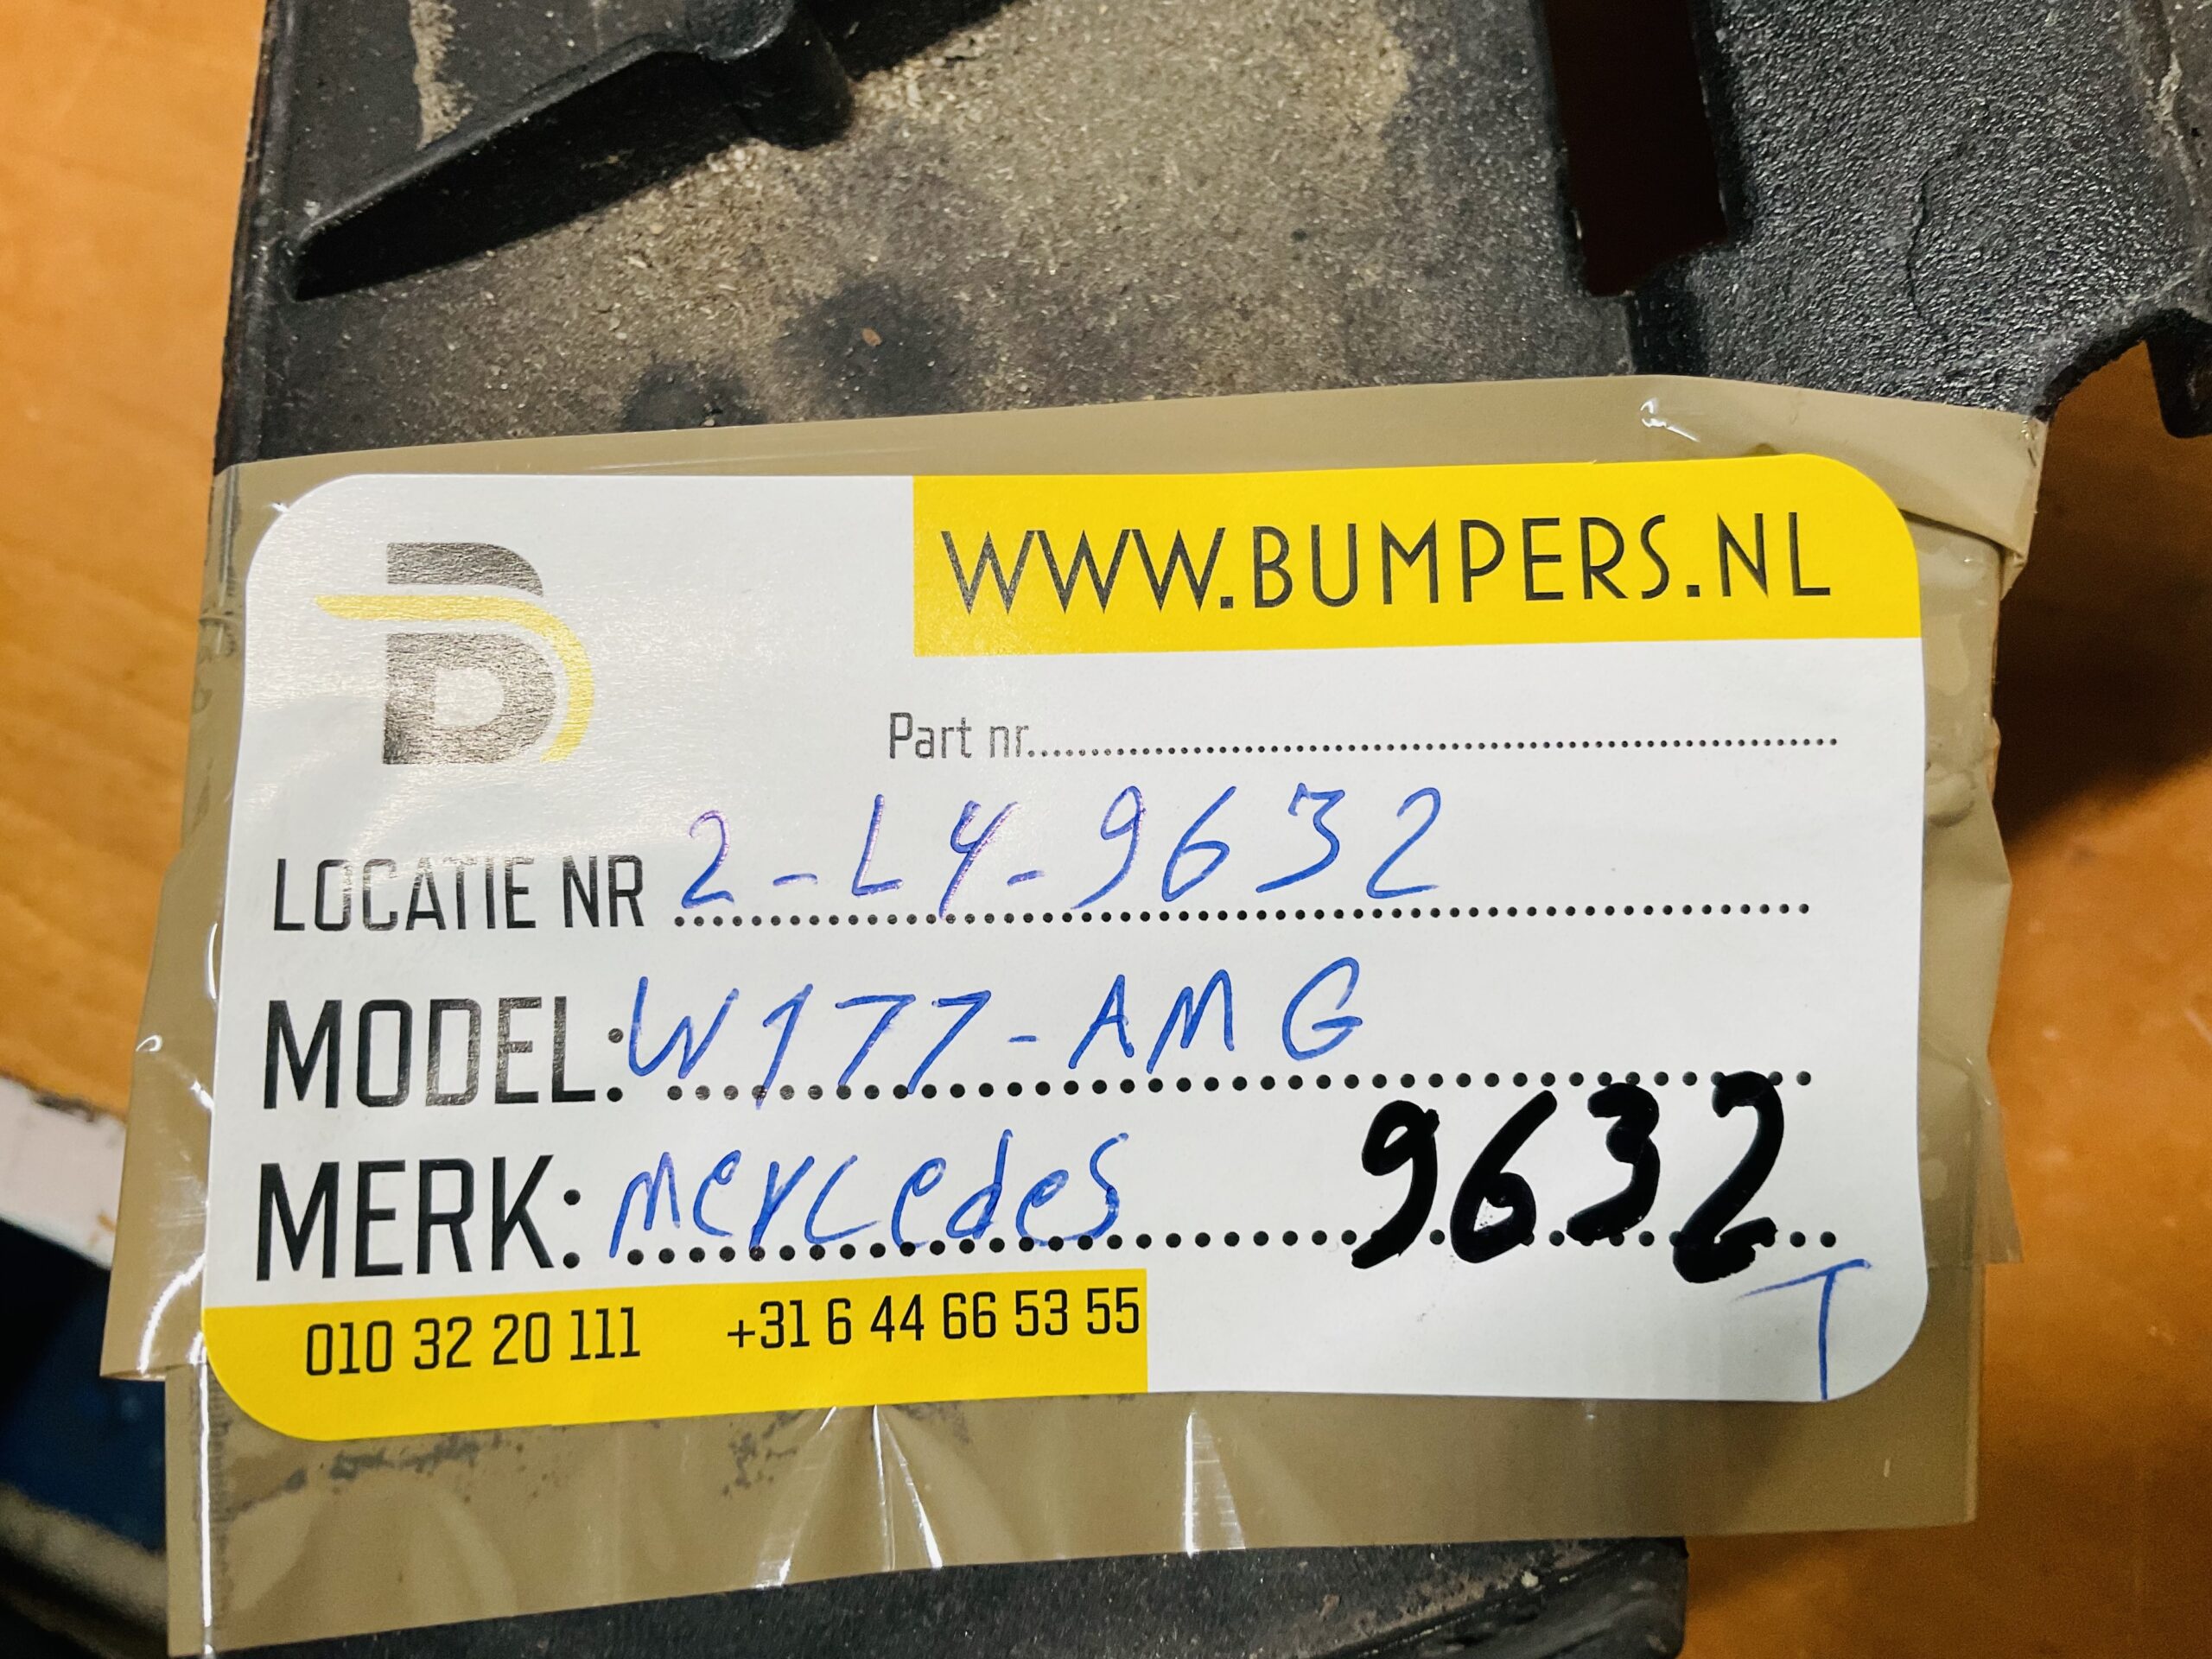 WWW.BUMPERS.NL
Part nr..........
LOCATIE NR 2-L4-9632
MODEL: W177-AMG
MERK: mercedes 9632
T
010 32 20 111 +31 6 44 66 53 55